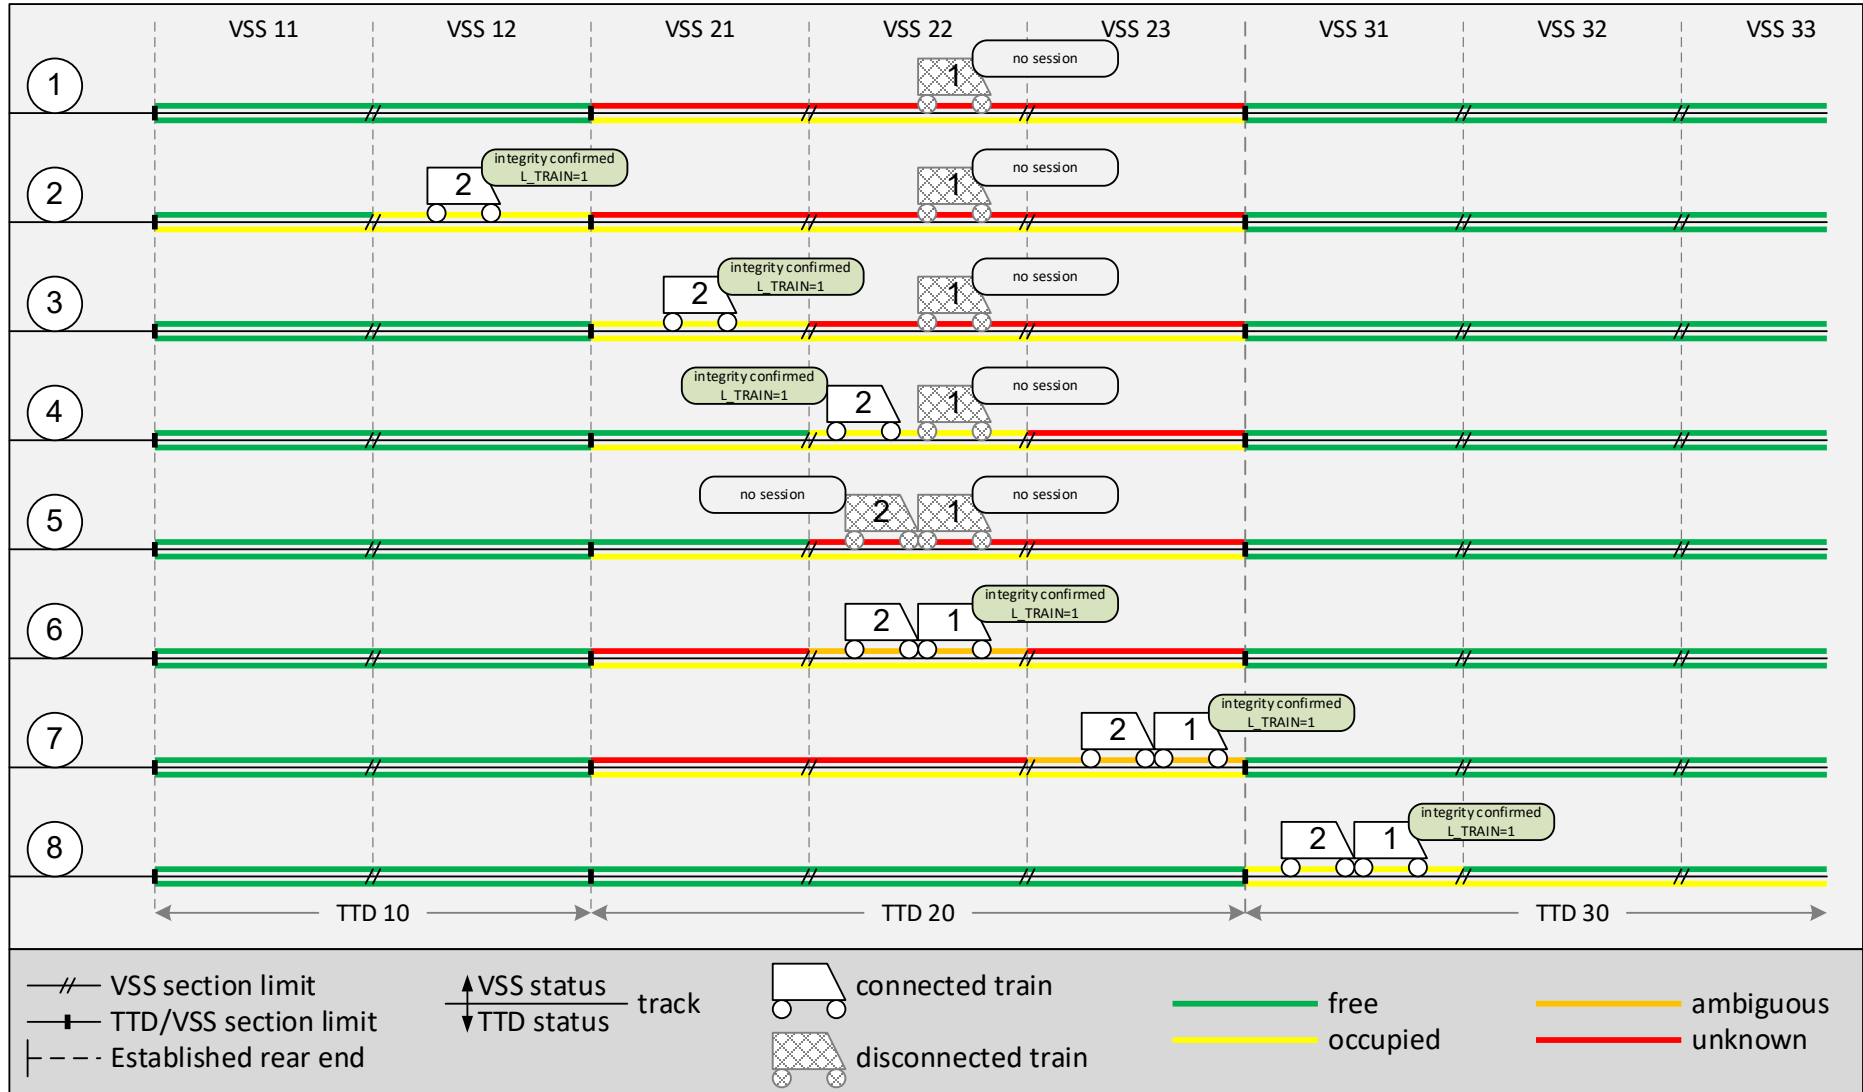 VSS 11 VSS 12 VSS 21 VSS 22 VSS 23 VSS 31 VSS 32 VSS 33
1
1
no session
2
2
integrity confirmed
L_TRAIN=1
1
no session
3
2
integrity confirmed
L_TRAIN=1
1
no session
4
integrity confirmed
L_TRAIN=1
2
1
no session
5
no session
2
1
no session
6
2
1
integrity confirmed
L_TRAIN=1
7
2
1
integrity confirmed
L_TRAIN=1
8
2
1
integrity confirmed
L_TRAIN=1
TTD 10 TTD 20 TTD 30
VSS section limit
TTD/VSS section limit
Established rear end
VSS status
TTD status
track
connected train
disconnected train
free
occupied
ambiguous
unknown